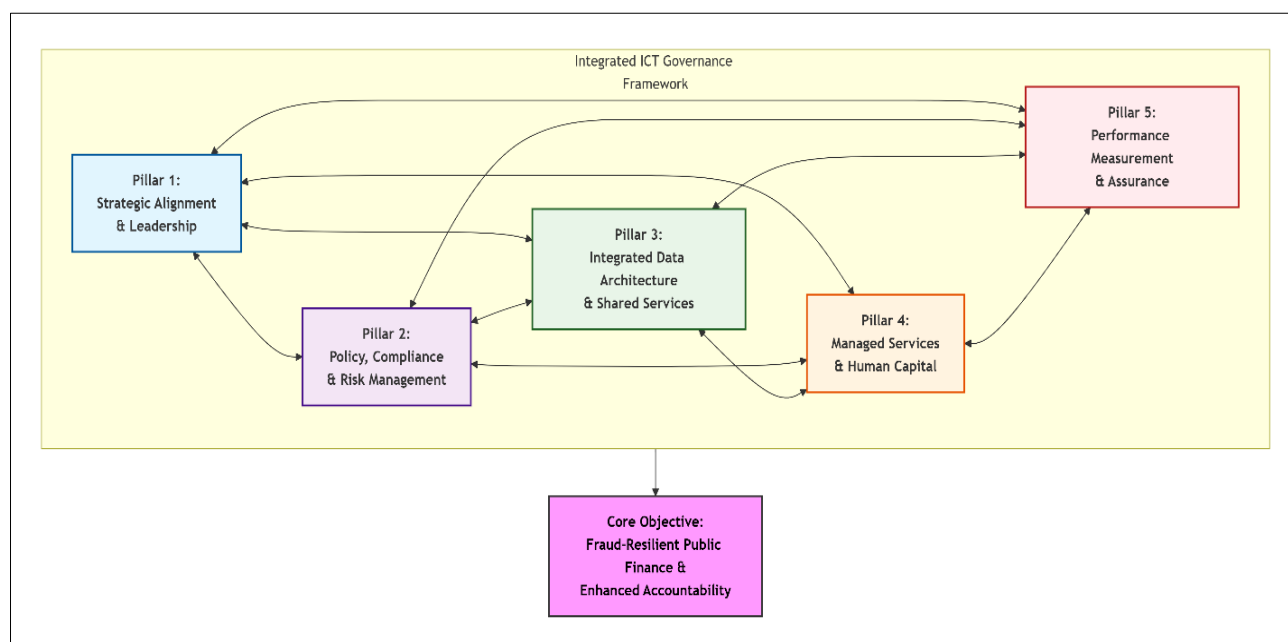 Integrated ICT Governance
Framework
Pillar 1:
Strategic Alignment
& Leadership
Pillar 2:
Policy, Compliance
& Risk Management
Pillar 3:
Integrated Data
Architecture
& Shared Services
Pillar 4:
Managed Services
& Human Capital
Pillar 5:
Performance
Measurement
& Assurance
Core Objective:
Fraud-Resilient Public
Finance &
Enhanced Accountability